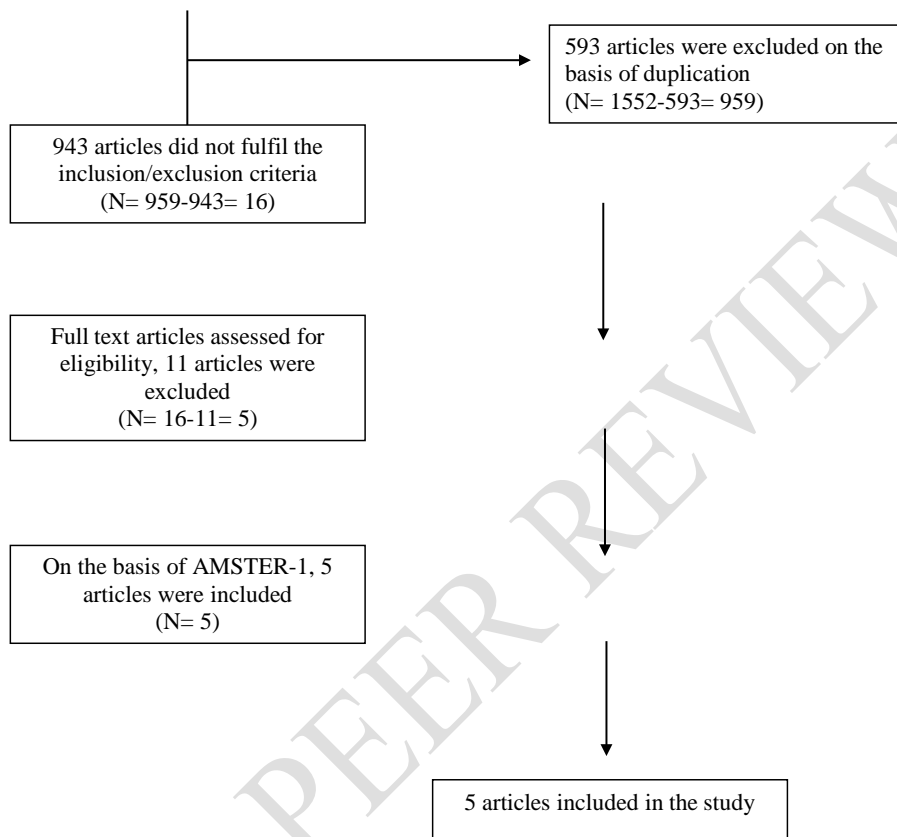 593 articles were excluded on the
basis of duplication
(N= 1552-593= 959)
943 articles did not fulfil the
inclusion/exclusion criteria
(N= 959-943= 16)
Full text articles assessed for
eligibility, 11 articles were
excluded
(N= 16-11= 5)
On the basis of AMSTER-1, 5
articles were included
(N= 5)
5 articles included in the study
PEER REVIEW